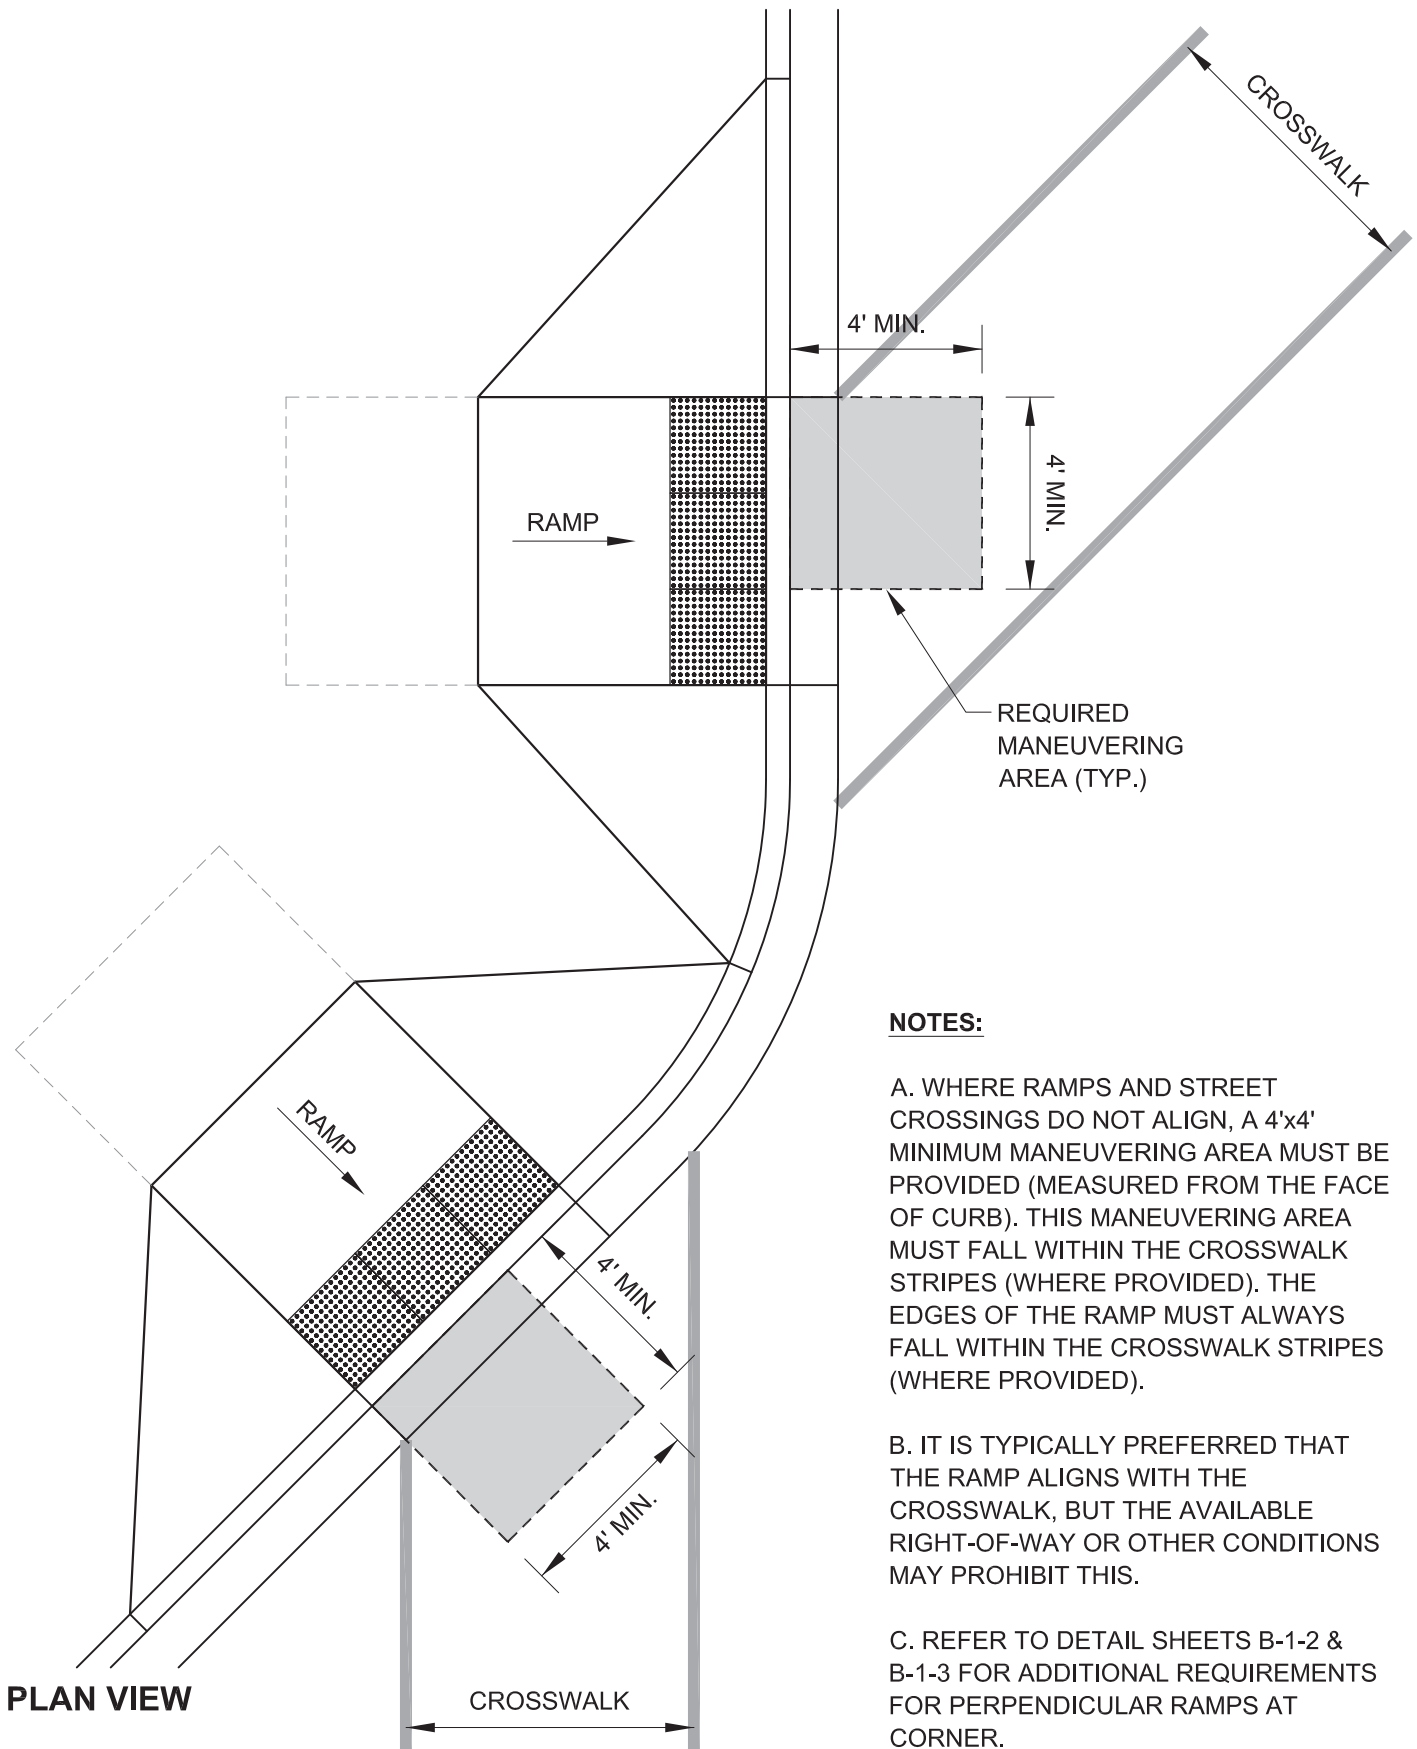 CROSSWALK
4' MIN.
4' MIN.
RAMP
REQUIRED
MANEUVERING
AREA (TYP.)
RAMP
4' MIN.
4' MIN.
CROSSWALK
PLAN VIEW
NOTES:
A. WHERE RAMPS AND STREET
CROSSINGS DO NOT ALIGN, A 4'x4'
MINIMUM MANEUVERING AREA MUST BE
PROVIDED (MEASURED FROM THE FACE
OF CURB). THIS MANEUVERING AREA
MUST FALL WITHIN THE CROSSWALK
STRIPES (WHERE PROVIDED). THE
EDGES OF THE RAMP MUST ALWAYS
FALL WITHIN THE CROSSWALK STRIPES
(WHERE PROVIDED).
B. IT IS TYPICALLY PREFERRED THAT
THE RAMP ALIGNS WITH THE
CROSSWALK, BUT THE AVAILABLE
RIGHT-OF-WAY OR OTHER CONDITIONS
MAY PROHIBIT THIS.
C. REFER TO DETAIL SHEETS B-1-2 &
B-1-3 FOR ADDITIONAL REQUIREMENTS
FOR PERPENDICULAR RAMPS AT
CORNER.